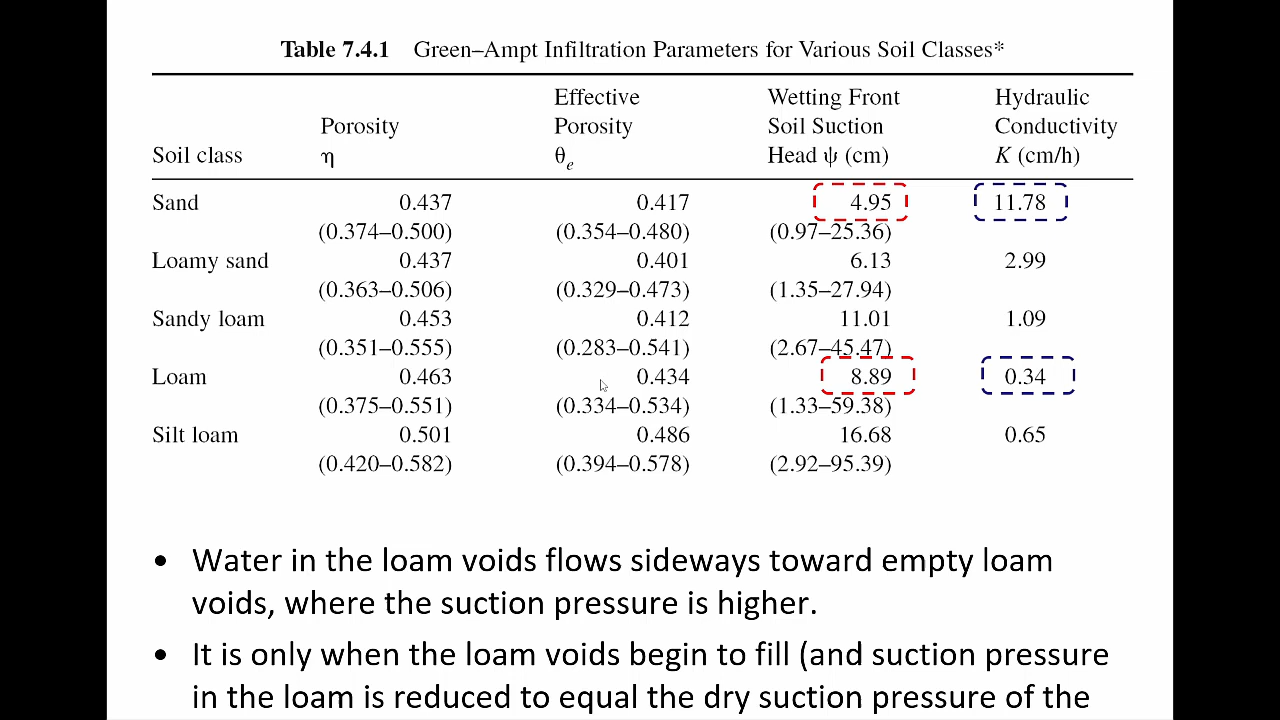 Table 7.4.1 Green–Ampt Infiltration Parameters for Various Soil Classes*
Effective Wetting Front Hydraulic
Porosity Porosity Soil Suction Conductivity
Soil class η θe Head ψ (cm) K (cm/h)
Sand 0.437 0.417 4.95 11.78
(0.374–0.500) (0.354–0.480) (0.97–25.36)
Loamy sand 0.437 0.401 6.13 2.99
(0.363–0.506) (0.329–0.473) (1.35–27.94)
Sandy loam 0.453 0.412 11.01 1.09
(0.351–0.555) (0.283–0.541) (2.67–45.47)
Loam 0.463 0.434 8.89 0.34
(0.375–0.551) (0.334–0.534) (1.33–59.38)
Silt loam 0.501 0.486 16.68 0.65
(0.420–0.582) (0.394–0.578) (2.92–95.39)
• Water in the loam voids flows sideways toward empty loam
voids, where the suction pressure is higher.
• It is only when the loam voids begin to fill (and suction pressure
in the loam is reduced to equal the dry suction pressure of the